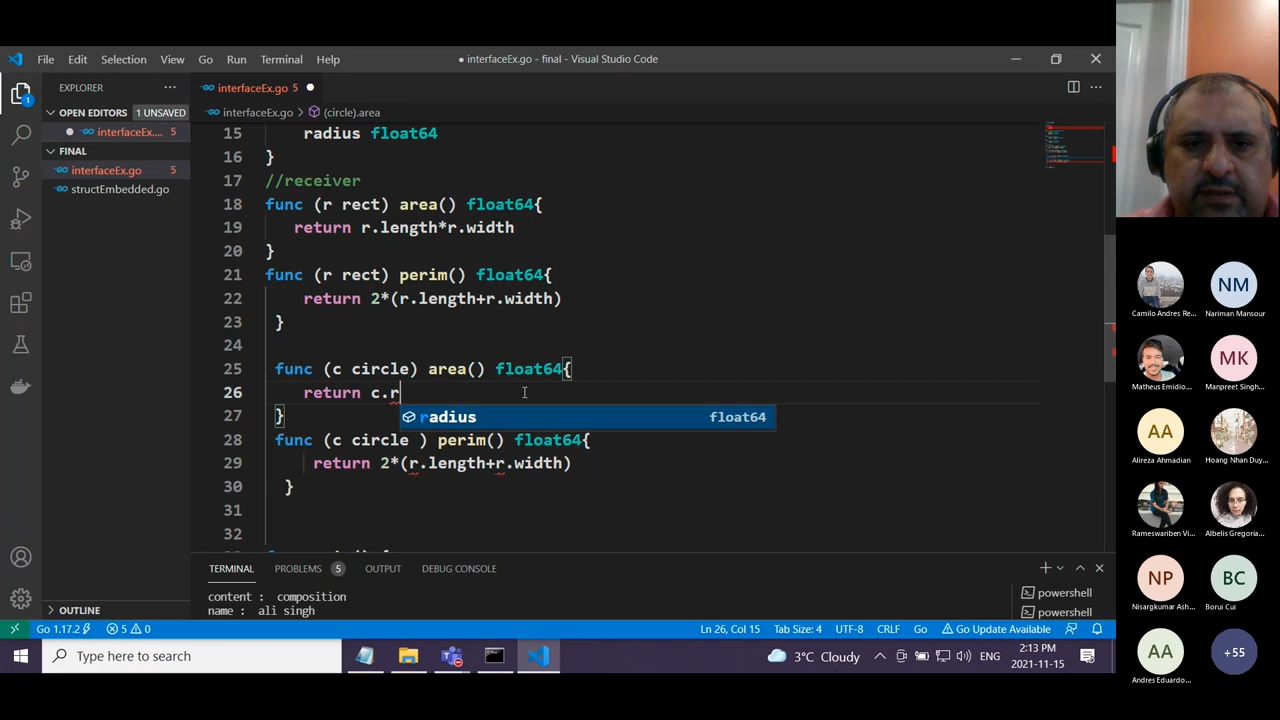 File Edit Selection View Go Run Terminal Help
● interfaceEx.go - final - Visual Studio Code
EXPLORER
OPEN EDITORS 1 UNSAVED
interfaceEx.... 5
FINAL
interfaceEx.go 5
structEmbedded.go
OUTLINE
interfaceEx.go 5
interfaceEx.go > (circle).area
15 radius float64
16 }
17 //receiver
18 func (r rect) area() float64{
19 return r.length*r.width
20 }
21 func (r rect) perim() float64{
22 return 2*(r.length+r.width)
23 }
24
25 func (c circle) area() float64{
26 return c.r
radius float64
27 }
28 func (c circle ) perim() float64{
29 return 2*(r.length+r.width)
30 }
31
32
TERMINAL PROBLEMS 5 OUTPUT DEBUG CONSOLE
content : composition
name : ali singh
powershell
powershell
Go 1.17.2 5 0 Ln 26, Col 15 Tab Size: 4 UTF-8 CRLF Go Go Update Available
Type here to search
3°C Cloudy
ENG
2:13 PM
2021-11-15
1
Camilo Andres Re...
NM
Nariman Mansour
Matheus Emidio...
MK
Manpreet Singh...
AA
Alireza Ahmadian
Hoang Nhan Duy...
Rameswariben Vi...
Albelis Gregoria...
NP
Nisargkumar Ash...
BC
Borui Cui
AA
Andres Eduardo...
+55